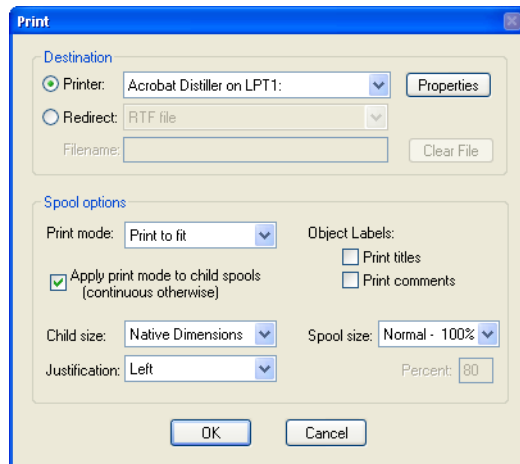 Print
Destination
Printer: Acrobat Distiller on LPT1: Properties
Redirect: RTF file
Filename: Clear File
Spool options
Print mode: Print to fit Object Labels:
Print titles
Apply print mode to child spools Print comments
(continuous otherwise)
Child size: Native Dimensions Spool size: Normal - 100%
Justification: Left Percent: 80
OK Cancel